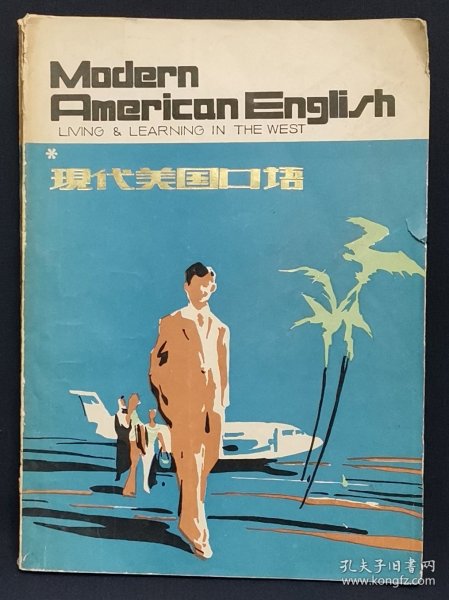 Modern
American English
LIVING & LEARNING IN THE WEST
*
現代美国口语
孔夫子旧书网
www.kongfz.com